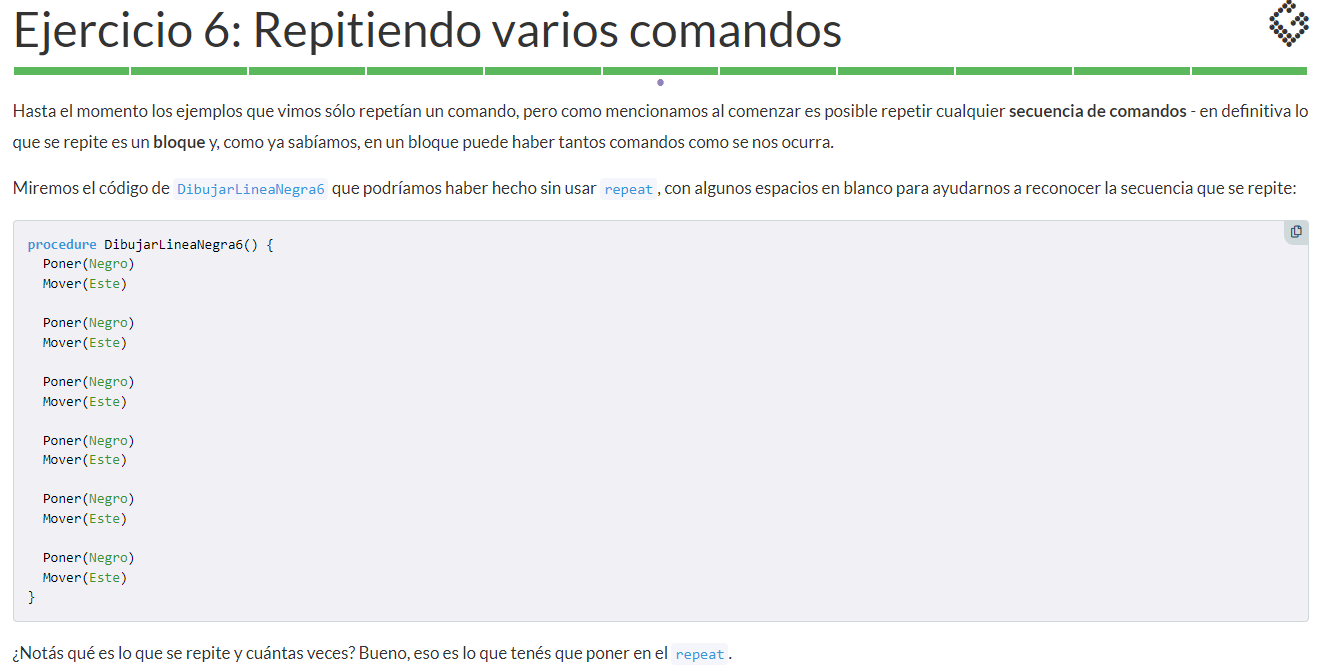 Ejercicio 6: Repitiendo varios comandos
Hasta el momento los ejemplos que vimos sólo repetían un comando, pero como mencionamos al comenzar es posible repetir cualquier secuencia de comandos - en definitiva lo
que se repite es un bloque y, como ya sabíamos, en un bloque puede haber tantos comandos como se nos ocurra.
Miremos el código de DibujarLineaNegra6 que podríamos haber hecho sin usar repeat, con algunos espacios en blanco para ayudarnos a reconocer la secuencia que se repite:
procedure DibujarLineaNegra6() {
  Poner(Negro)
  Mover(Este)

  Poner(Negro)
  Mover(Este)

  Poner(Negro)
  Mover(Este)

  Poner(Negro)
  Mover(Este)

  Poner(Negro)
  Mover(Este)

  Poner(Negro)
  Mover(Este)
}
¿Notás qué es lo que se repite y cuántas veces? Bueno, eso es lo que tenés que poner en el repeat.